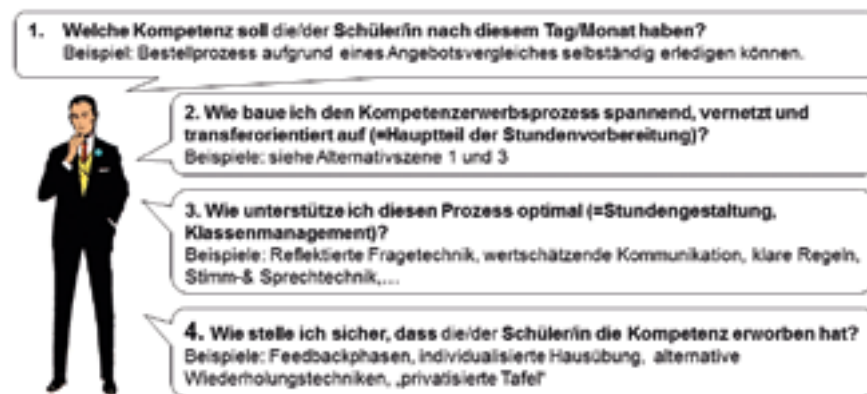 1. Welche Kompetenz soll die/der Schüler/in nach diesem Tag/Monat haben?
Beispiel: Bestellprozess aufgrund eines Angebotsvergleiches selbständig erledigen können.
2. Wie baue ich den Kompetenzerwerbsprozess spannend, vernetzt und
transferorientiert auf (=Hauptteil der Stundenvorbereitung)?
Beispiele: siehe Alternativszene 1 und 3
3. Wie unterstütze ich diesen Prozess optimal (=Stundengestaltung,
Klassenmanagement)?
Beispiele: Reflektierte Fragetechnik, wertschätzende Kommunikation, klare Regeln,
Stimm-& Sprechtechnik,...
4. Wie stelle ich sicher, dass die/der Schüler/in die Kompetenz erworben hat?
Beispiele: Feedbackphasen, individualisierte Hausübung, alternative
Wiederholungstechniken, „privatisierte Tafel“